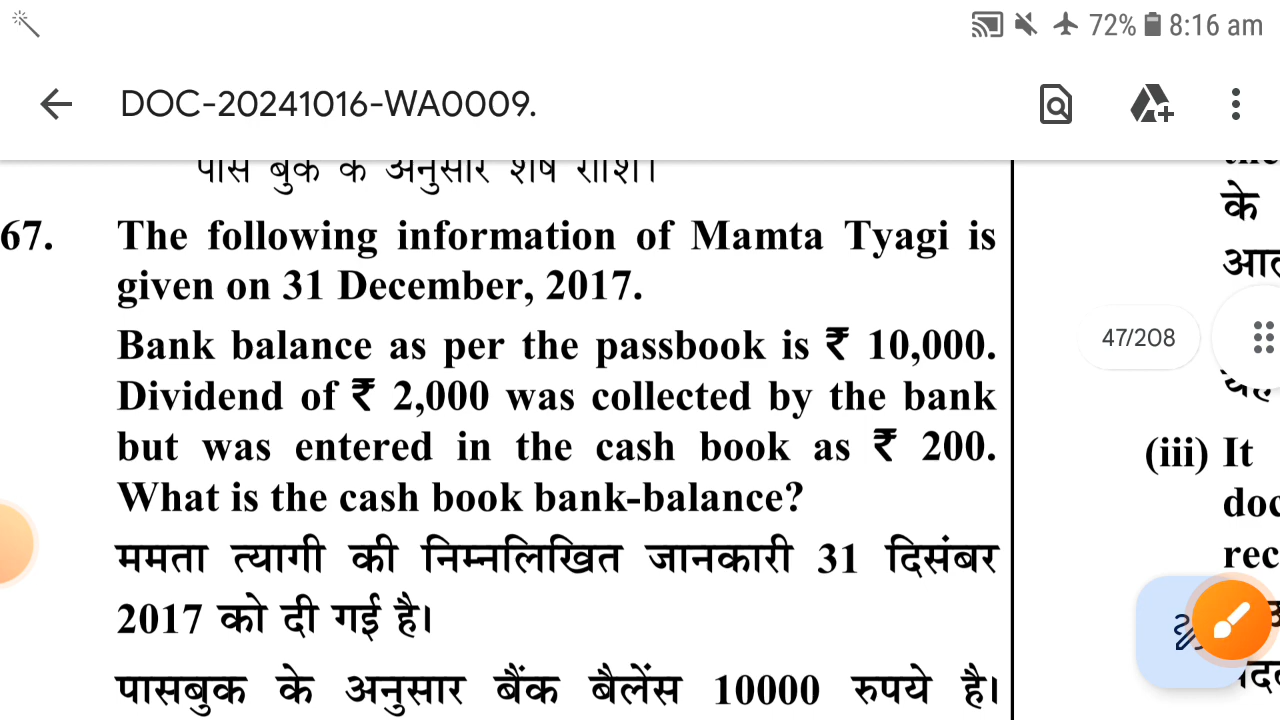 72% 8:16 am
DOC-20241016-WA0009.
पास बुक के अनुसार शेष राशि।
67. The following information of Mamta Tyagi is
given on 31 December, 2017.
Bank balance as per the passbook is ₹ 10,000.
Dividend of ₹ 2,000 was collected by the bank
but was entered in the cash book as ₹ 200.
What is the cash book bank-balance?
ममता त्यागी की निम्नलिखित जानकारी 31 दिसंबर
2017 को दी गई है।
पासबुक के अनुसार बैंक बैलेंस 10000 रुपये है।
के
47/208
(iii) It